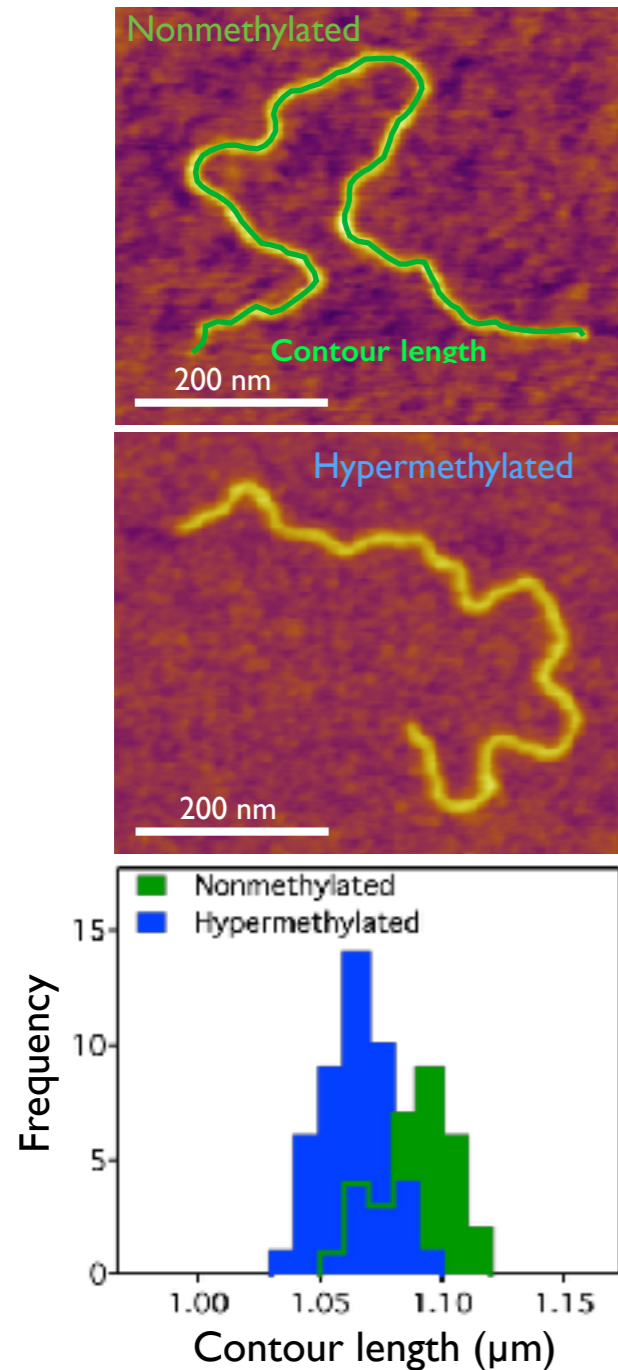 Nonmethylated
Contour length
200 nm
Hypermethylated
200 nm
Nonmethylated
Hypermethylated
15
10
5
0
Frequency
1.00 1.05 1.10 1.15
Contour length (μm)